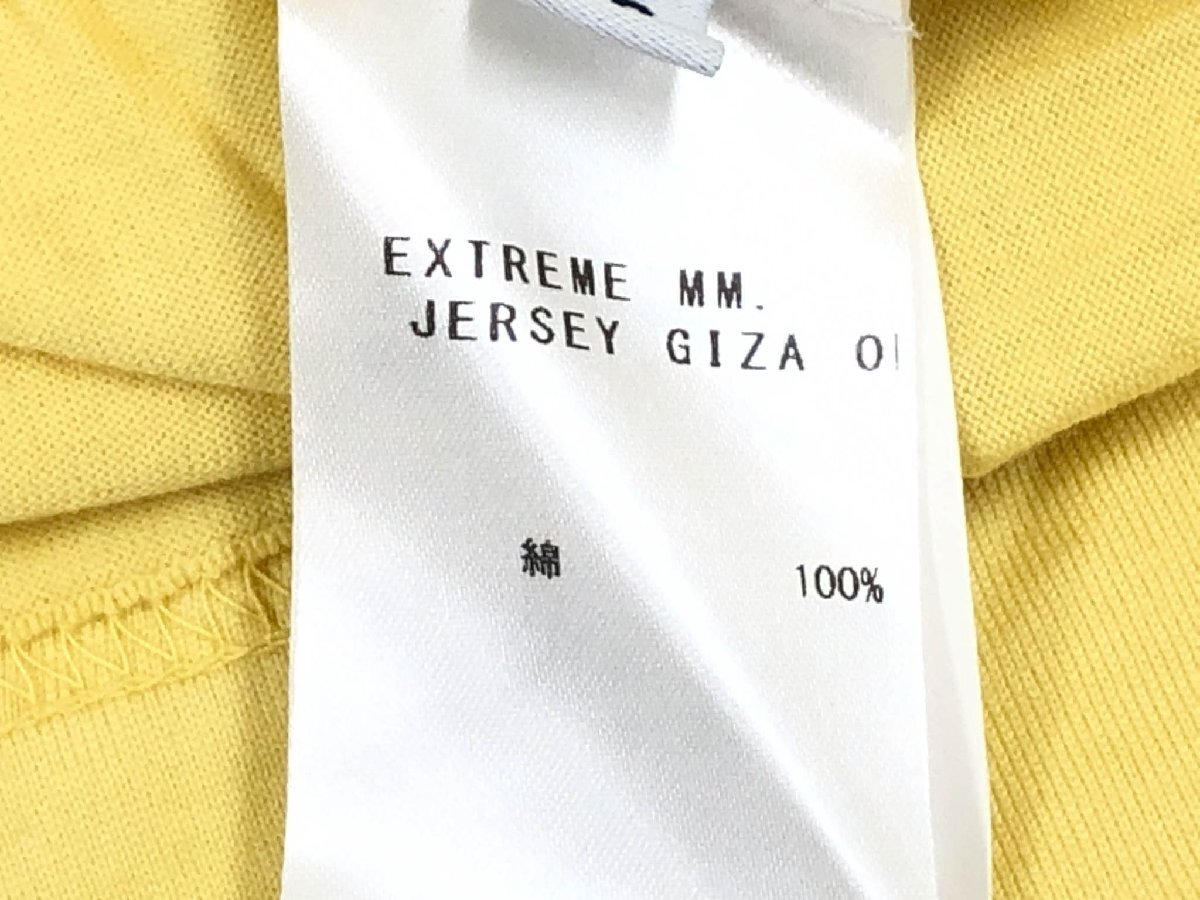 EXTREME MM.
JERSEY GIZA
綿 100%